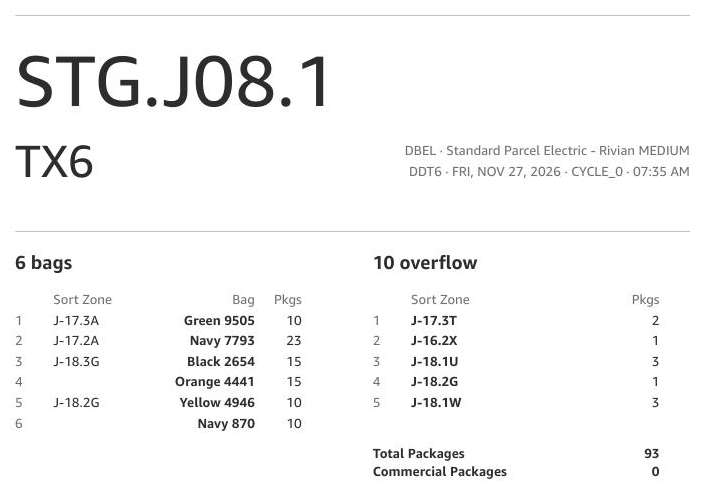 STG.J08.1
TX6
DBEL · Standard Parcel Electric - Rivian MEDIUM
DDT6 · FRI, NOV 27, 2026 · CYCLE_0 · 07:35 AM
6 bags
Sort Zone Bag Pkgs
1 J-17.3A Green 9505 10
2 J-17.2A Navy 7793 23
3 J-18.3G Black 2654 15
4 Orange 4441 15
5 J-18.2G Yellow 4946 10
6 Navy 870 10
10 overflow
Sort Zone Pkgs
1 J-17.3T 2
2 J-16.2X 1
3 J-18.1U 3
4 J-18.2G 1
5 J-18.1W 3
Total Packages 93
Commercial Packages 0